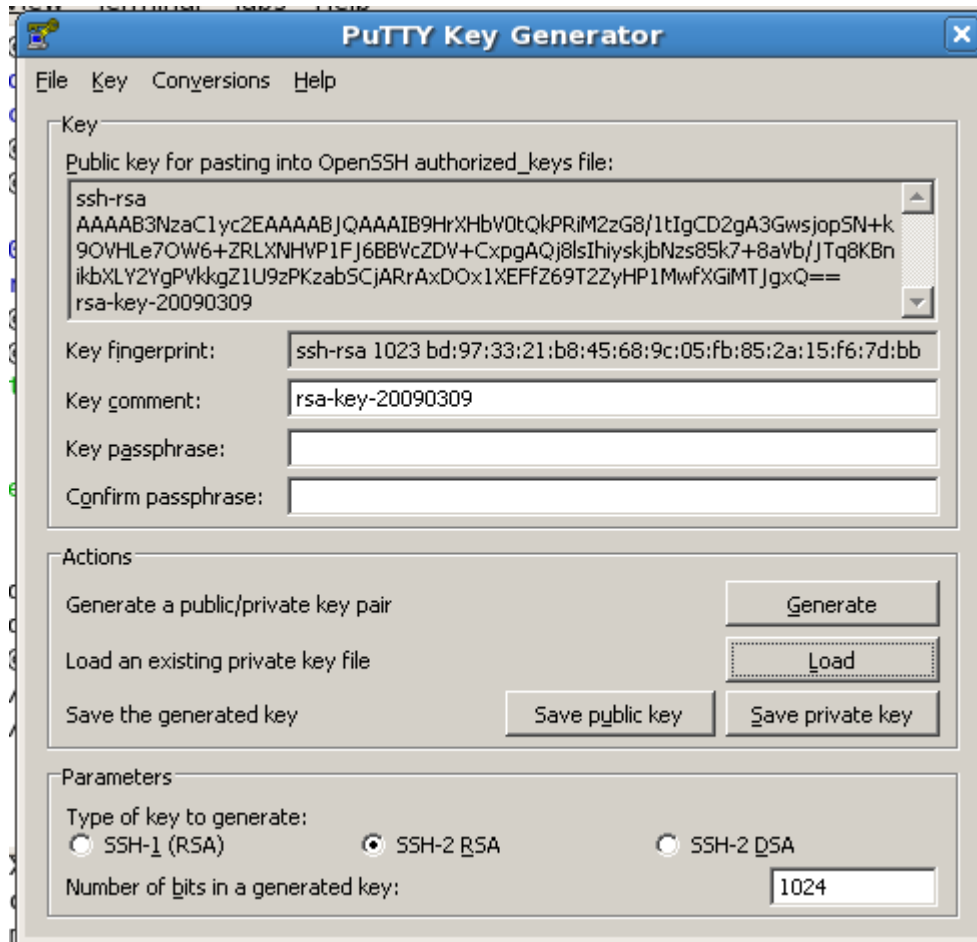 View Terminal Tabs Help
PuTTY Key Generator
File Key Conversions Help
Key
Public key for pasting into OpenSSH authorized_keys file:
ssh-rsa
AAAAB3NzaC1yc2EAAAABJQAAAIB9HrXHbV0tQkPRiM2zG8/1tIgCD2gA3GwsjopSN+k
9OVHLe7OW6+ZRLXNHVP1FJ6BBVcZDV+CxpgAQj8lsIhiyskjbNzs85k7+8aVb/JTq8KBn
ikbXLY2YgPVkkgZ1U9zPKzabSCjARrAxDOx1XEFfZ69T2ZyHP1MwfXGiMTJgxQ==
rsa-key-20090309
Key fingerprint: ssh-rsa 1023 bd:97:33:21:b8:45:68:9c:05:fb:85:2a:15:f6:7d:bb
Key comment: rsa-key-20090309
Key passphrase:
Confirm passphrase:
Actions
Generate a public/private key pair Generate
Load an existing private key file Load
Save the generated key Save public key Save private key
Parameters
Type of key to generate:
SSH-1 (RSA) SSH-2 RSA SSH-2 DSA
Number of bits in a generated key: 1024